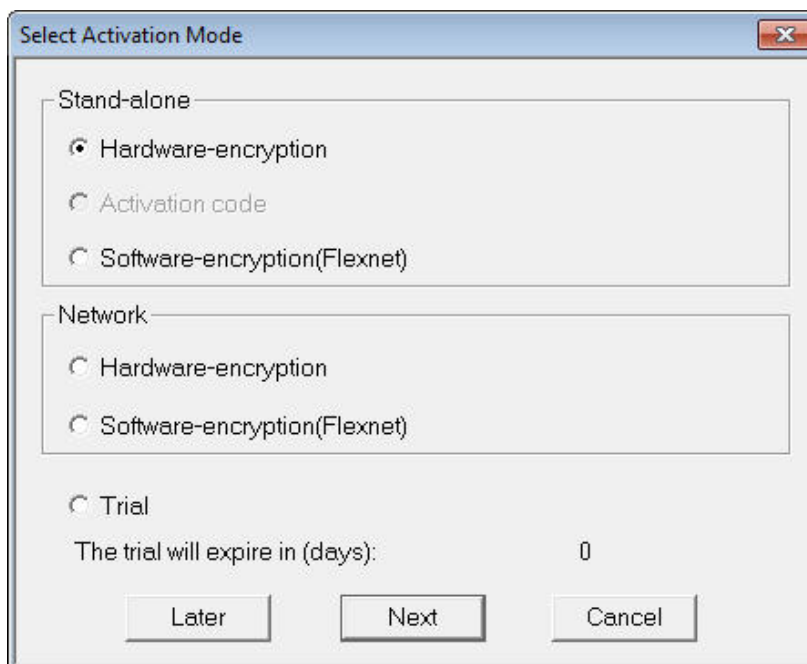 Select Activation Mode
Stand-alone
Hardware-encryption
Activation code
Software-encryption(Flexnet)
Network
Hardware-encryption
Software-encryption(Flexnet)
Trial
The trial will expire in (days): 0
Later Next Cancel